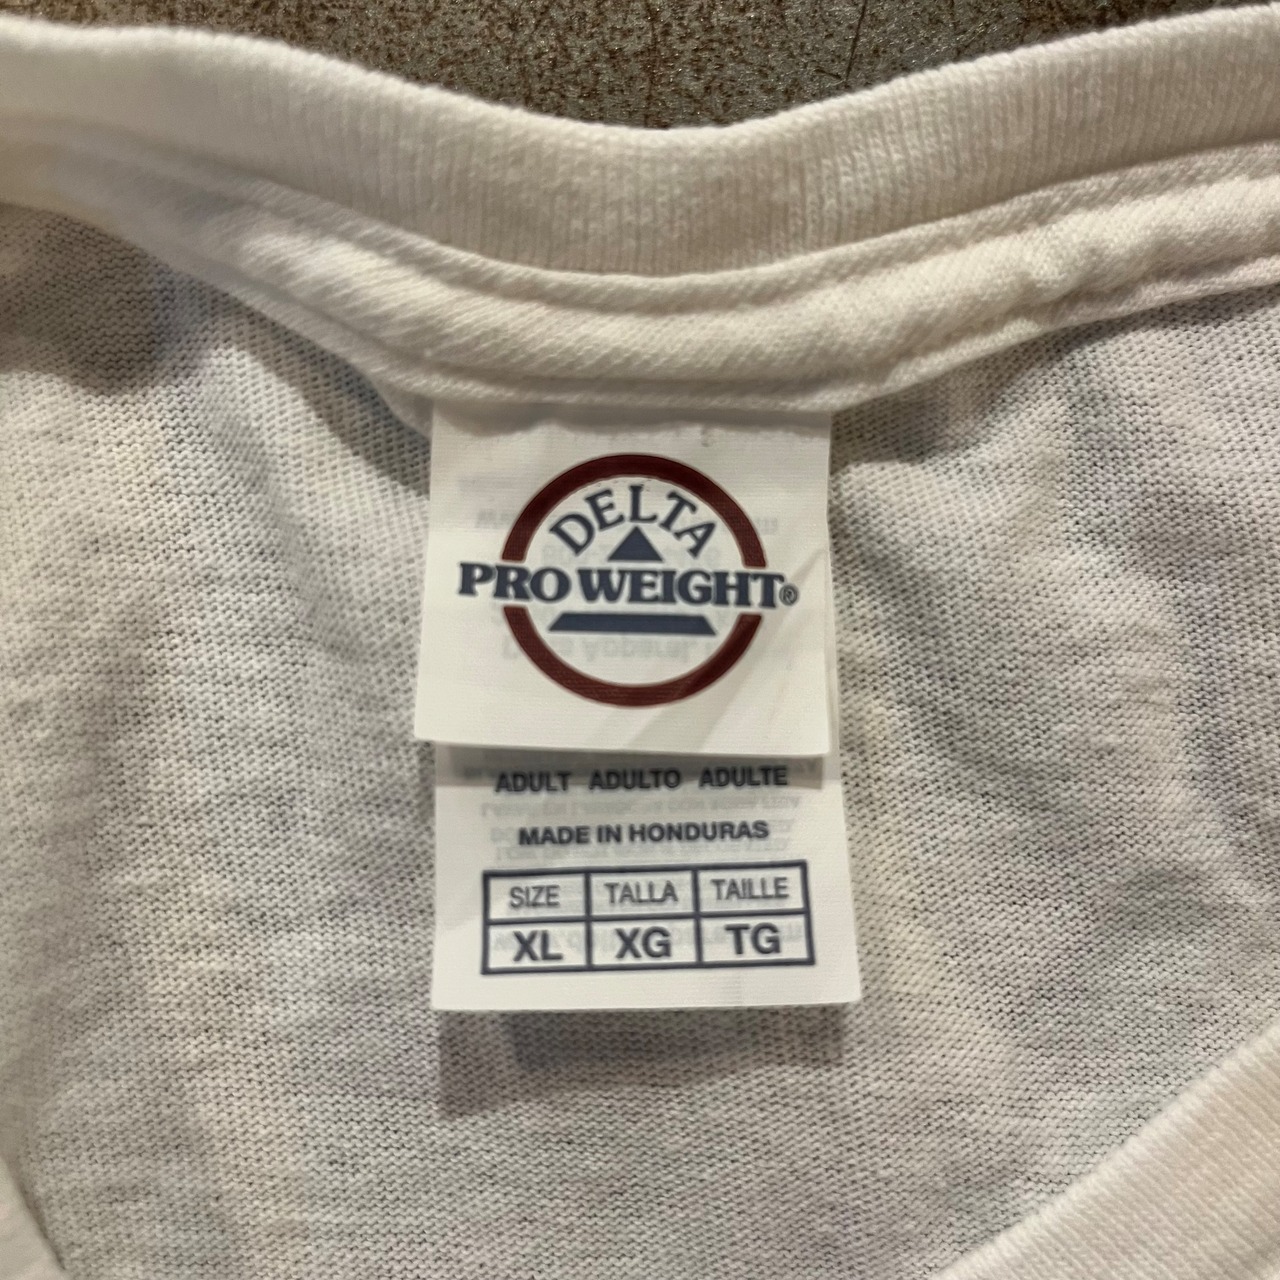 DELTA
PRO WEIGHT®
ADULT ADULTO ADULTE
MADE IN HONDURAS
SIZE TALLA TAILLE
XL XG TG